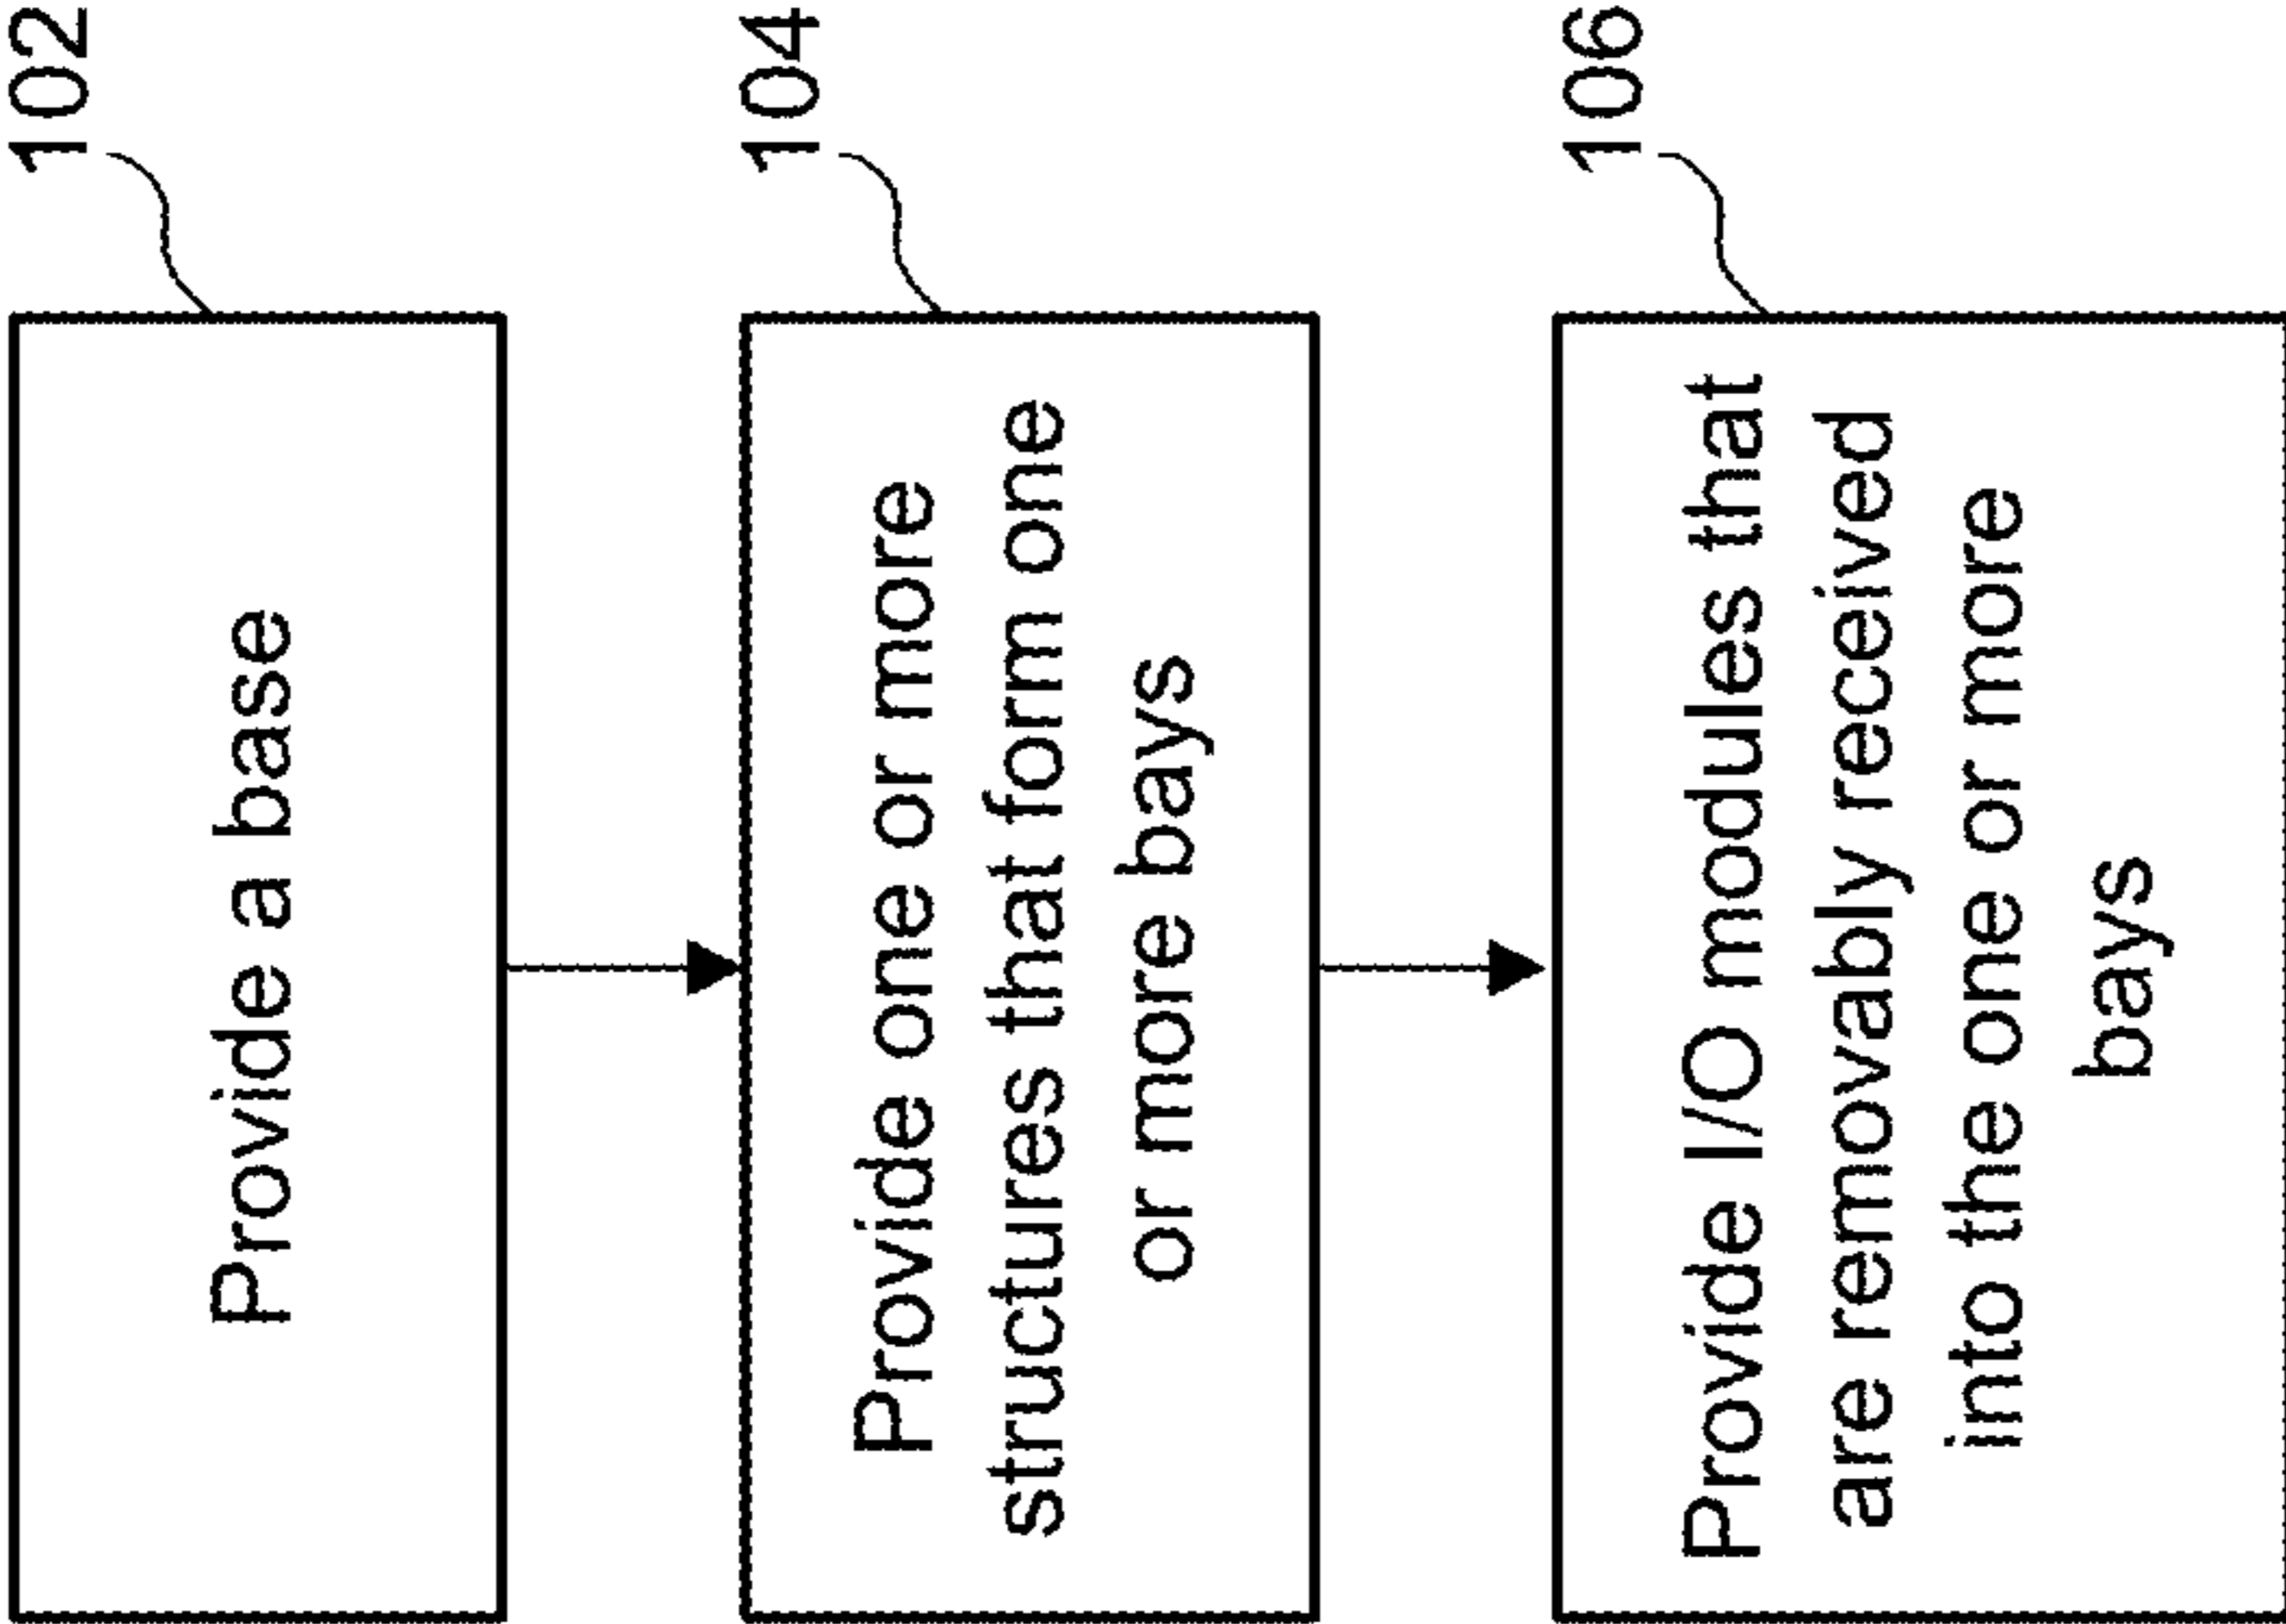 102
Provide a base
104
Provide one or more
structures that form one
or more bays
106
Provide I/O modules that
are removably received
into the one or more
bays